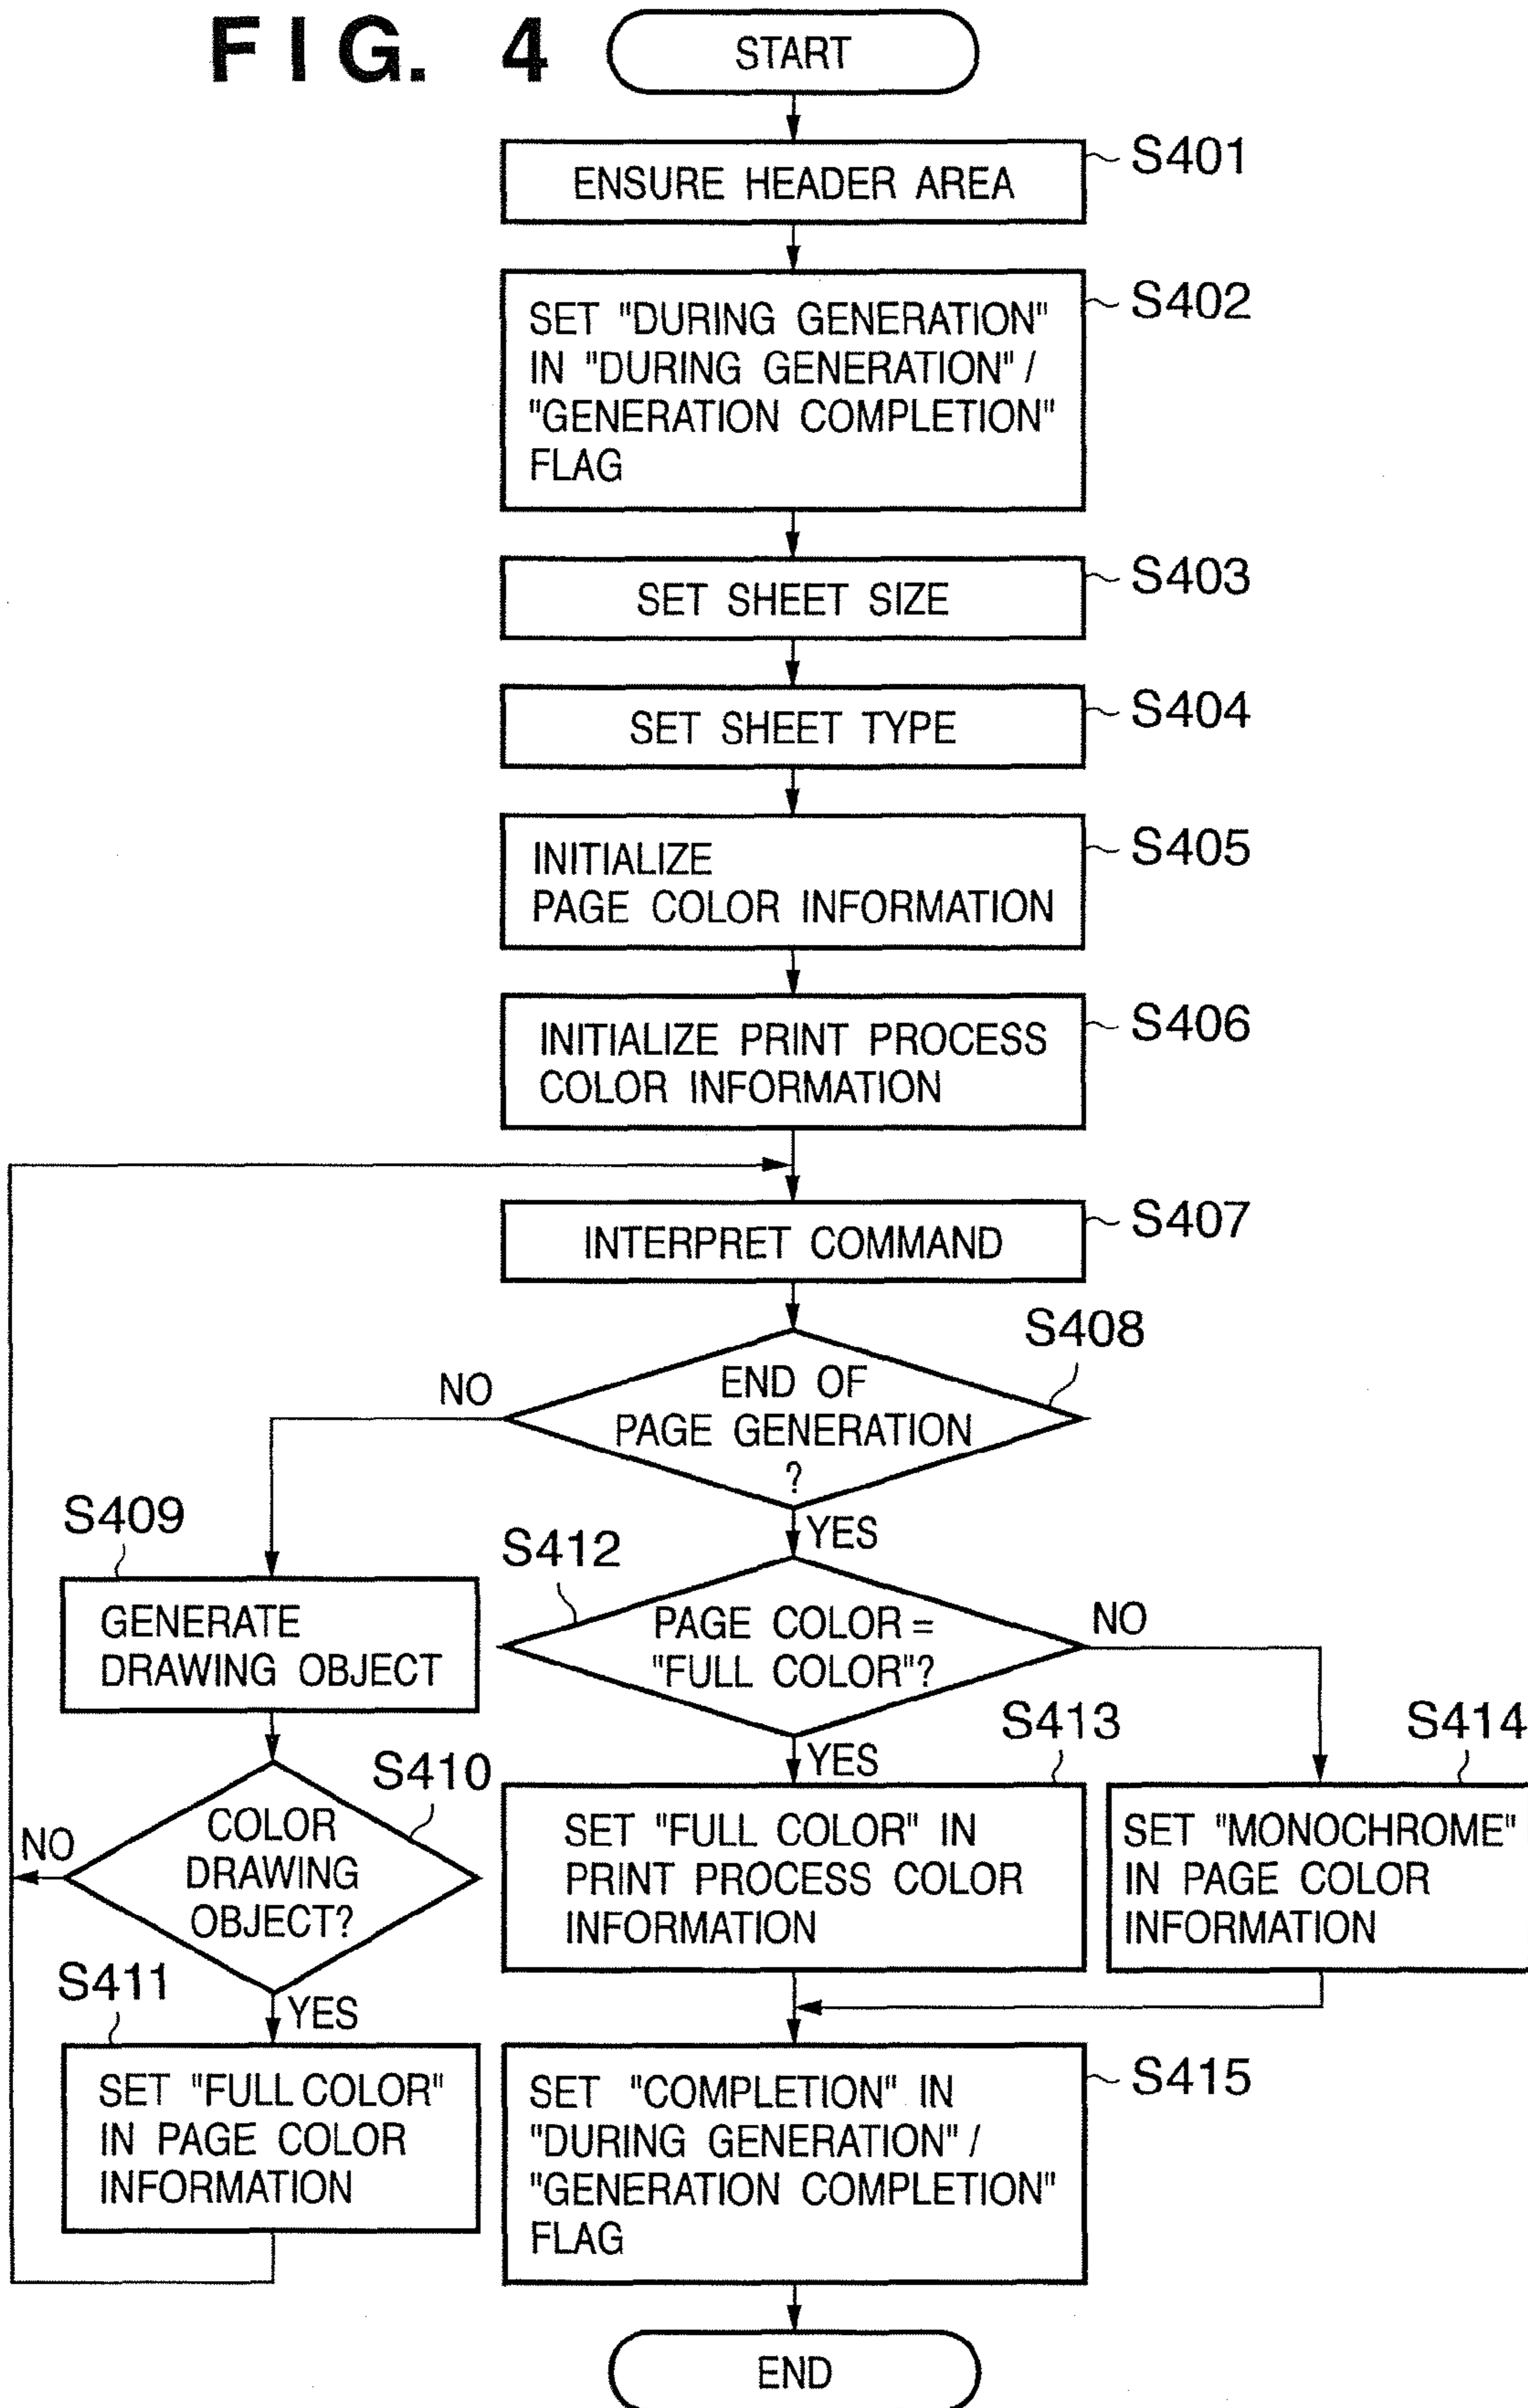 FIG. 4
START
ENSURE HEADER AREA
S401
SET "DURING GENERATION"
IN "DURING GENERATION" /
"GENERATION COMPLETION"
FLAG
S402
SET SHEET SIZE
S403
SET SHEET TYPE
S404
INITIALIZE
PAGE COLOR INFORMATION
S405
INITIALIZE PRINT PROCESS
COLOR INFORMATION
S406
INTERPRET COMMAND
S407
S408
END OF
PAGE GENERATION
?
NO
YES
S409
GENERATE
DRAWING OBJECT
S410
COLOR
DRAWING
OBJECT?
NO
YES
S411
SET "FULL COLOR"
IN PAGE COLOR
INFORMATION
S412
PAGE COLOR =
"FULL COLOR"?
NO
YES
S413
SET "FULL COLOR" IN
PRINT PROCESS COLOR
INFORMATION
S414
SET "MONOCHROME"
IN PAGE COLOR
INFORMATION
SET "COMPLETION" IN
"DURING GENERATION" /
"GENERATION COMPLETION"
FLAG
S415
END